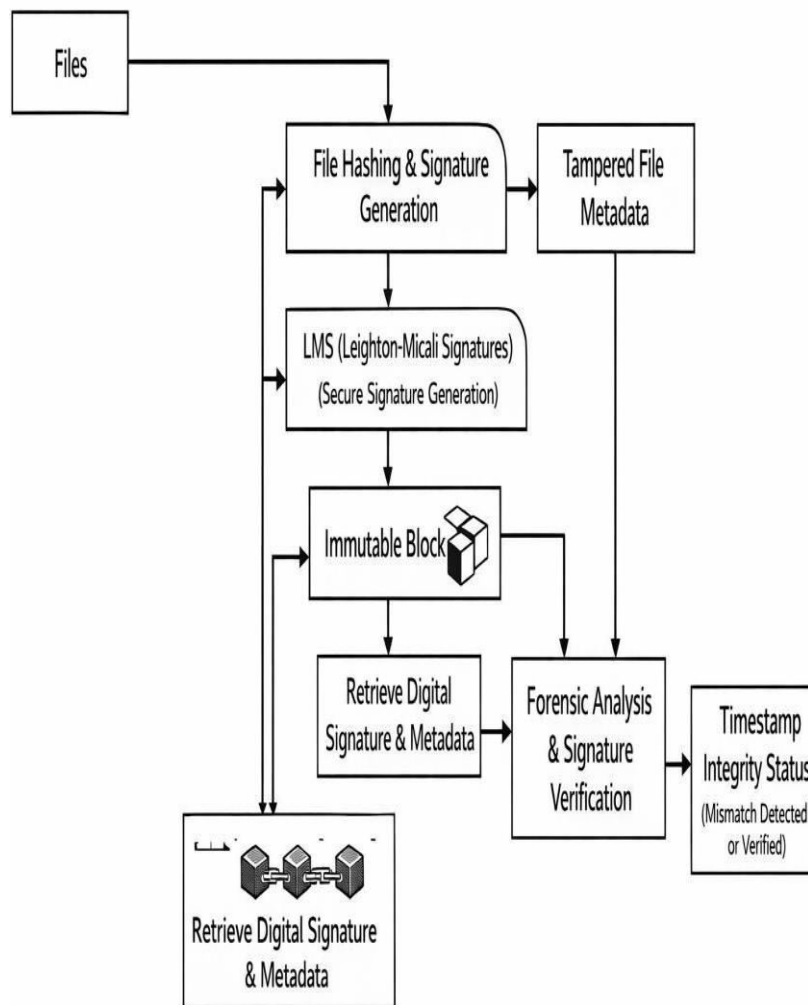 Files
File Hashing & Signature
Generation
Tampered File
Metadata
LMS (Leighton-Micali Signatures)
(Secure Signature Generation)
Immutable Block
Retrieve Digital
Signature & Metadata
Forensic Analysis
& Signature
Verification
Timestamp
Integrity Status
(Mismatch Detected
or Verified)
Retrieve Digital Signature
& Metadata